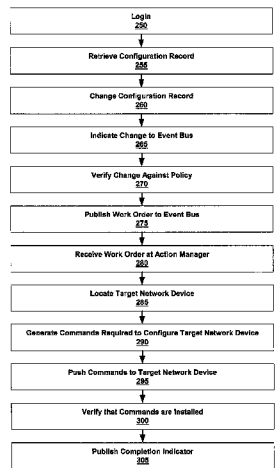 Login
250
Retrieve Configuration Record
255
Change Configuration Record
260
Indicate Change to Event Bus
265
Verify Change Against Policy
270
Publish Work Order to Event Bus
275
Receive Work Order at Action Manager
280
Locate Target Network Device
285
Generate Commands Required to Configure Target Network Device
290
Push Commands to Target Network Device
295
Verify that Commands are Installed
300
Publish Completion Indicator
305